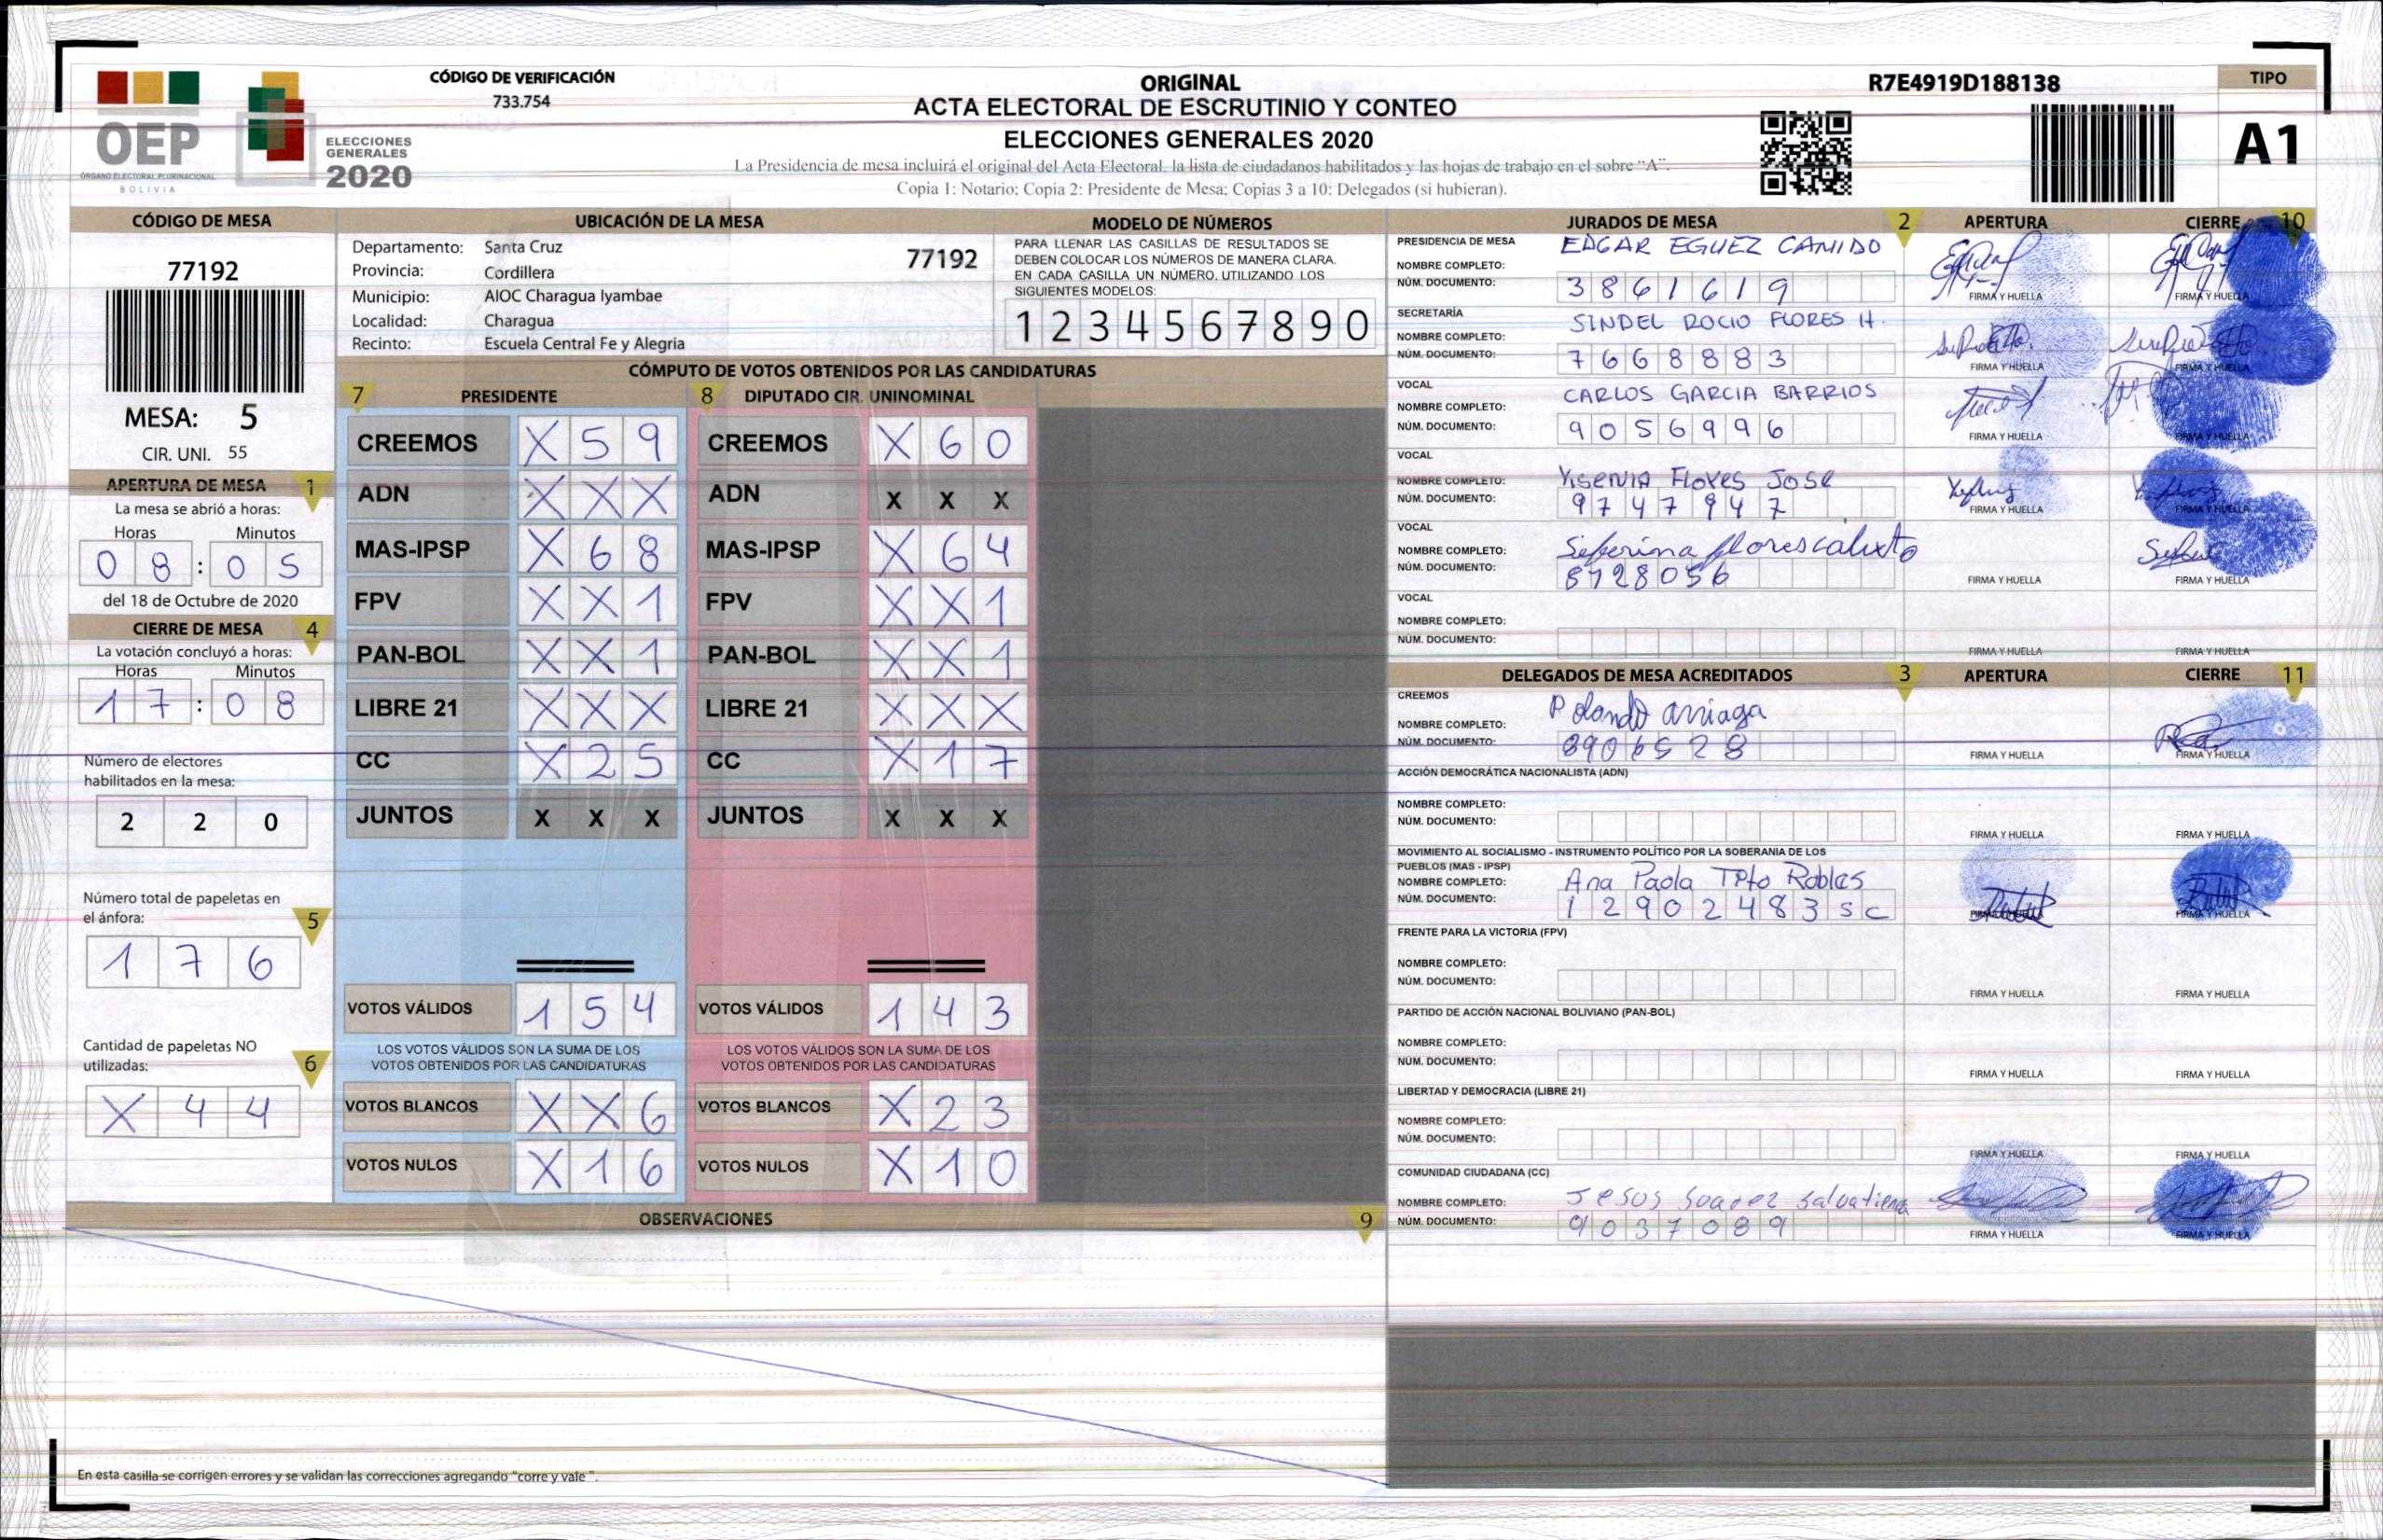 CÓDIGO DE VERIFICACIÓN
733.754
OEP
ÓRGANO ELECTORAL PLURINACIONAL
BOLIVIA
ELECCIONES
GENERALES
2020
ORIGINAL
ACTA ELECTORAL DE ESCRUTINIO Y CONTEO
ELECCIONES GENERALES 2020
La Presidencia de mesa incluirá el original del Acta Electoral, la lista de ciudadanos habilitados y las hojas de trabajo en el sobre "A".
Copia 1: Notario; Copia 2: Presidente de Mesa; Copias 3 a 10: Delegados (si hubieran).
R7E4919D188138
TIPO
A1
CÓDIGO DE MESA
77192
MESA: 5
CIR. UNI. 55
APERTURA DE MESA 1
La mesa se abrió a horas:
Horas Minutos
08:05
del 18 de Octubre de 2020
CIERRE DE MESA 4
La votación concluyó a horas:
Horas Minutos
17:08
Número de electores
habilitados en la mesa:
2 2 0
Número total de papeletas en
el ánfora: 5
1 7 6
Cantidad de papeletas NO
utilizadas: 6
X 4 4
UBICACIÓN DE LA MESA
Departamento: Santa Cruz 77192
Provincia: Cordillera
Municipio: AIOC Charagua Iyambae
Localidad: Charagua
Recinto: Escuela Central Fe y Alegria
MODELO DE NÚMEROS
PARA LLENAR LAS CASILLAS DE RESULTADOS SE
DEBEN COLOCAR LOS NÚMEROS DE MANERA CLARA.
EN CADA CASILLA UN NÚMERO, UTILIZANDO LOS
SIGUIENTES MODELOS:
1 2 3 4 5 6 7 8 9 0
CÓMPUTO DE VOTOS OBTENIDOS POR LAS CANDIDATURAS
7 PRESIDENTE 8 DIPUTADO CIR. UNINOMINAL
CREEMOS X 5 9 CREEMOS X 6 0
ADN X X X ADN X X X
MAS-IPSP X 6 8 MAS-IPSP X 6 4
FPV X X 1 FPV X X 1
PAN-BOL X X 1 PAN-BOL X X 1
LIBRE 21 X X X LIBRE 21 X X X
CC X 2 5 CC X 1 7
JUNTOS X X X JUNTOS X X X
VOTOS VÁLIDOS 1 5 4 VOTOS VÁLIDOS 1 4 3
LOS VOTOS VÁLIDOS SON LA SUMA DE LOS LOS VOTOS VÁLIDOS SON LA SUMA DE LOS
VOTOS OBTENIDOS POR LAS CANDIDATURAS VOTOS OBTENIDOS POR LAS CANDIDATURAS
VOTOS BLANCOS X X 6 VOTOS BLANCOS X 2 3
VOTOS NULOS X 1 6 VOTOS NULOS X 1 0
OBSERVACIONES 9
En esta casilla se corrigen errores y se validan las correcciones agregando "corre y vale".
JURADOS DE MESA 2 APERTURA CIERRE 10
PRESIDENCIA DE MESA
NOMBRE COMPLETO: EDGAR EGUEZ CAMIDO
NÚM. DOCUMENTO: 3861619
FIRMA Y HUELLA FIRMA Y HUELLA
SECRETARÍA
NOMBRE COMPLETO: SINDEL ROCIO FLORES H.
NÚM. DOCUMENTO: 7668883
FIRMA Y HUELLA FIRMA Y HUELLA
VOCAL
NOMBRE COMPLETO: CARLOS GARCIA BARRIOS
NÚM. DOCUMENTO: 9056996
FIRMA Y HUELLA FIRMA Y HUELLA
VOCAL
NOMBRE COMPLETO: Yisenia Flores Jose
NÚM. DOCUMENTO: 9747947
FIRMA Y HUELLA FIRMA Y HUELLA
VOCAL
NOMBRE COMPLETO: Seferina florescalixto
NÚM. DOCUMENTO: 8928056
FIRMA Y HUELLA FIRMA Y HUELLA
VOCAL
NOMBRE COMPLETO:
NÚM. DOCUMENTO:
FIRMA Y HUELLA FIRMA Y HUELLA
DELEGADOS DE MESA ACREDITADOS 3 APERTURA CIERRE 11
CREEMOS
NOMBRE COMPLETO: Rolando arriaga
NÚM. DOCUMENTO: 8906528
FIRMA Y HUELLA FIRMA Y HUELLA
ACCIÓN DEMOCRÁTICA NACIONALISTA (ADN)
NOMBRE COMPLETO:
NÚM. DOCUMENTO:
FIRMA Y HUELLA FIRMA Y HUELLA
MOVIMIENTO AL SOCIALISMO - INSTRUMENTO POLÍTICO POR LA SOBERANIA DE LOS
PUEBLOS (MAS - IPSP)
NOMBRE COMPLETO: Ana Paola Robles
NÚM. DOCUMENTO: 12902483SC
FIRMA Y HUELLA FIRMA Y HUELLA
FRENTE PARA LA VICTORIA (FPV)
NOMBRE COMPLETO:
NÚM. DOCUMENTO:
FIRMA Y HUELLA FIRMA Y HUELLA
PARTIDO DE ACCIÓN NACIONAL BOLIVIANO (PAN-BOL)
NOMBRE COMPLETO:
NÚM. DOCUMENTO:
FIRMA Y HUELLA FIRMA Y HUELLA
LIBERTAD Y DEMOCRACIA (LIBRE 21)
NOMBRE COMPLETO:
NÚM. DOCUMENTO:
FIRMA Y HUELLA FIRMA Y HUELLA
COMUNIDAD CIUDADANA (CC)
NOMBRE COMPLETO: Jesus Soarez Salvatierra
NÚM. DOCUMENTO: 9037089
FIRMA Y HUELLA FIRMA Y HUELLA